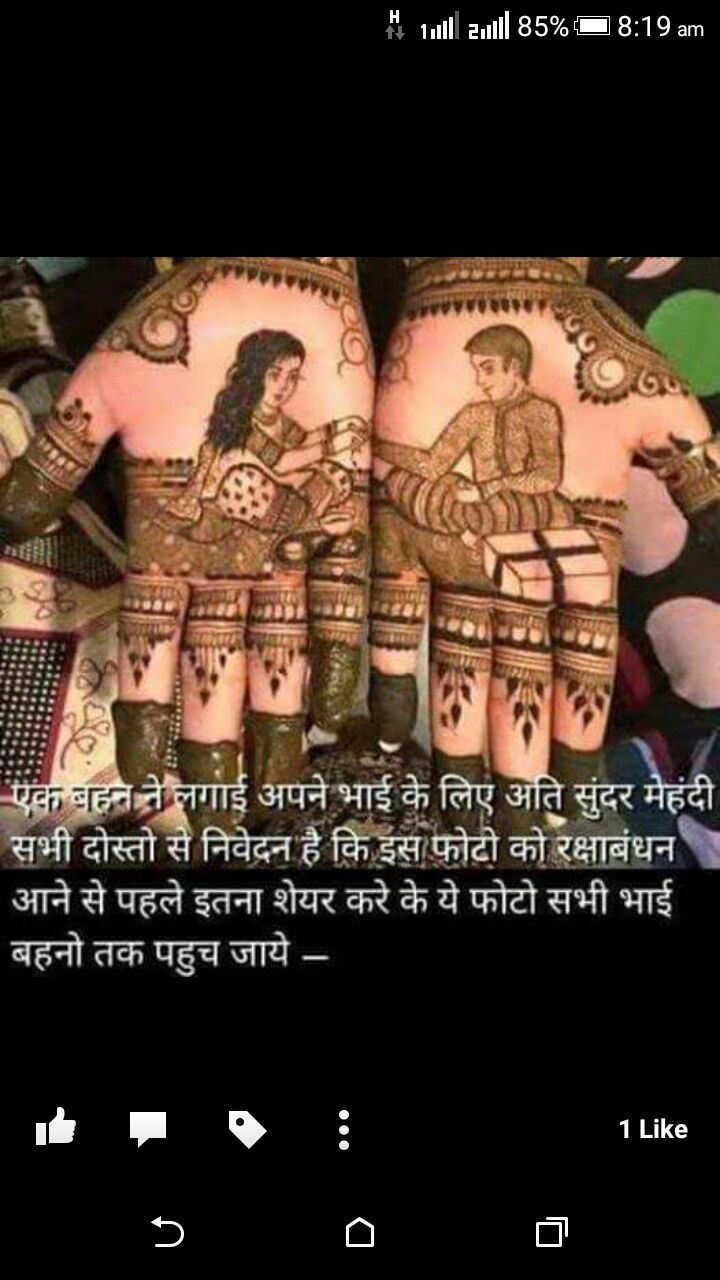 H
1 2 85% 8:19 am
एक बहन ने लगाई अपने भाई के लिए अति सुंदर मेहंदी
सभी दोस्तो से निवेदन है कि इस फोटो को रक्षाबंधन
आने से पहले इतना शेयर करे के ये फोटो सभी भाई
बहनो तक पहुच जाये –
1 Like